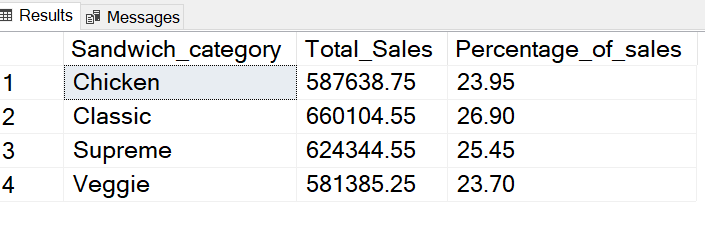 Results Messages
Sandwich_category Total_Sales Percentage_of_sales
1 Chicken 587638.75 23.95
2 Classic 660104.55 26.90
3 Supreme 624344.55 25.45
4 Veggie 581385.25 23.70